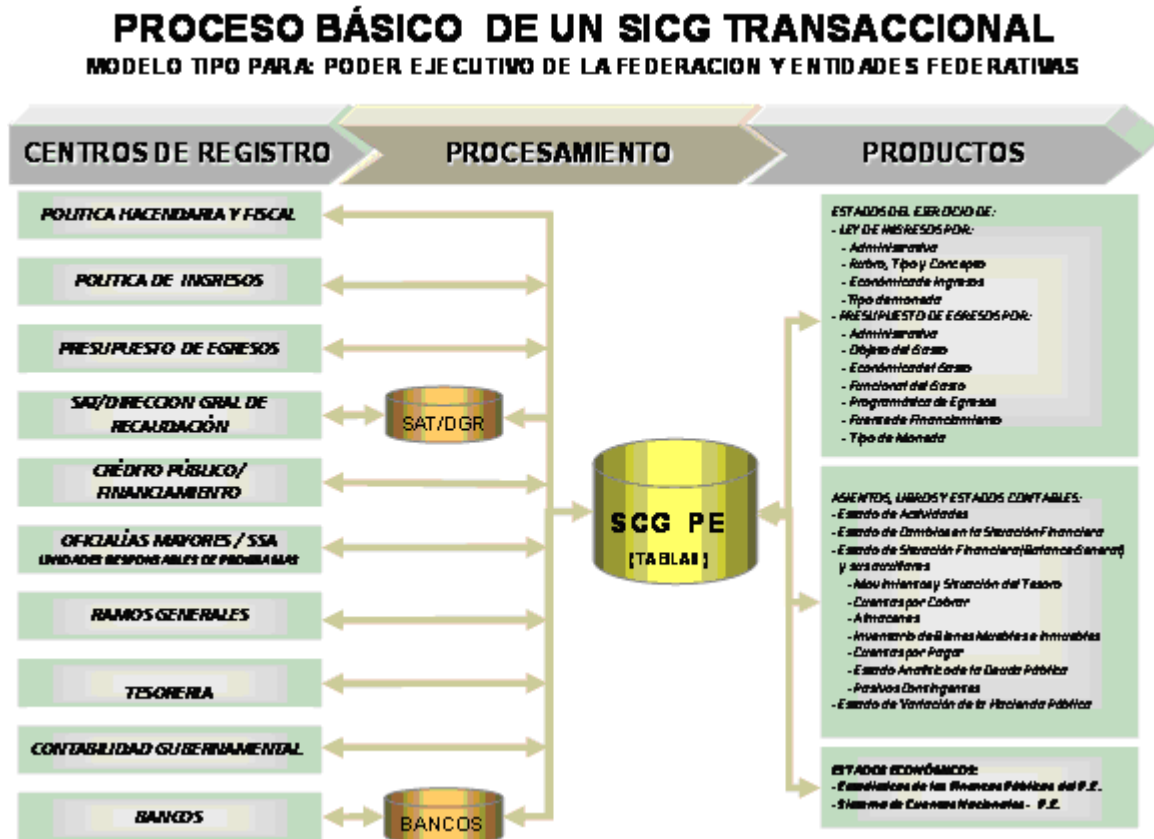 PROCESO BÁSICO DE UN SICG TRANSACCIONAL
MODELO TIPO PARA: PODER EJECUTIVO DE LA FEDERACION Y ENTIDADES FEDERATIVAS
CENTROS DE REGISTRO
PROCESAMIENTO
PRODUCTOS
POLITICA HACENDARIA Y FISCAL
POLITICA DE INGRESOS
PRESUPUESTO DE EGRESOS
SAT/DIRECCION GRAL DE
RECAUDACIÓN
CRÉDITO PÚBLICO/
FINANCIAMIENTO
OFICIALÍAS MAYORES / SSA
UNIDADES RESPONSABLES DE PROGRAMAS
RAMOS GENERALES
TESORERIA
CONTABILIDAD GUBERNAMENTAL
BANCOS
SAT/DGR
BANCOS
SCG PE
(TABLAS)
ESTADOS DEL EJERCICIO DE:
- LEY DE INGRESOS POR:
- Administrativa
- Rubro, Tipo y Concepto
- Económica de Ingresos
- Tipo de moneda
- PRESUPUESTO DE EGRESOS POR:
- Administrativa
- Objeto del Gasto
- Económica del Gasto
- Funcional del Gasto
- Programática de Egresos
- Fuente de Financiamiento
- Tipo de Moneda
ASIENTOS, LIBROS Y ESTADOS CONTABLES:
- Estado de Actividades
- Estado de Cambios en la Situación Financiera
- Estado de Situación Financiera (Balance General)
y sus auxiliares
- Movimientos y Situación del Tesoro
- Cuentas por Cobrar
- Almacenes
- Inventario de Bienes Muebles e Inmuebles
- Cuentas por Pagar
- Estado Analítico de la Deuda Pública
- Pasivos Contingentes
- Estado de Variación de la Hacienda Pública
ESTADOS ECONÓMICOS:
- Estadísticas de las Finanzas Públicas del P.E.
- Sistema de Cuentas Nacionales - P.E.